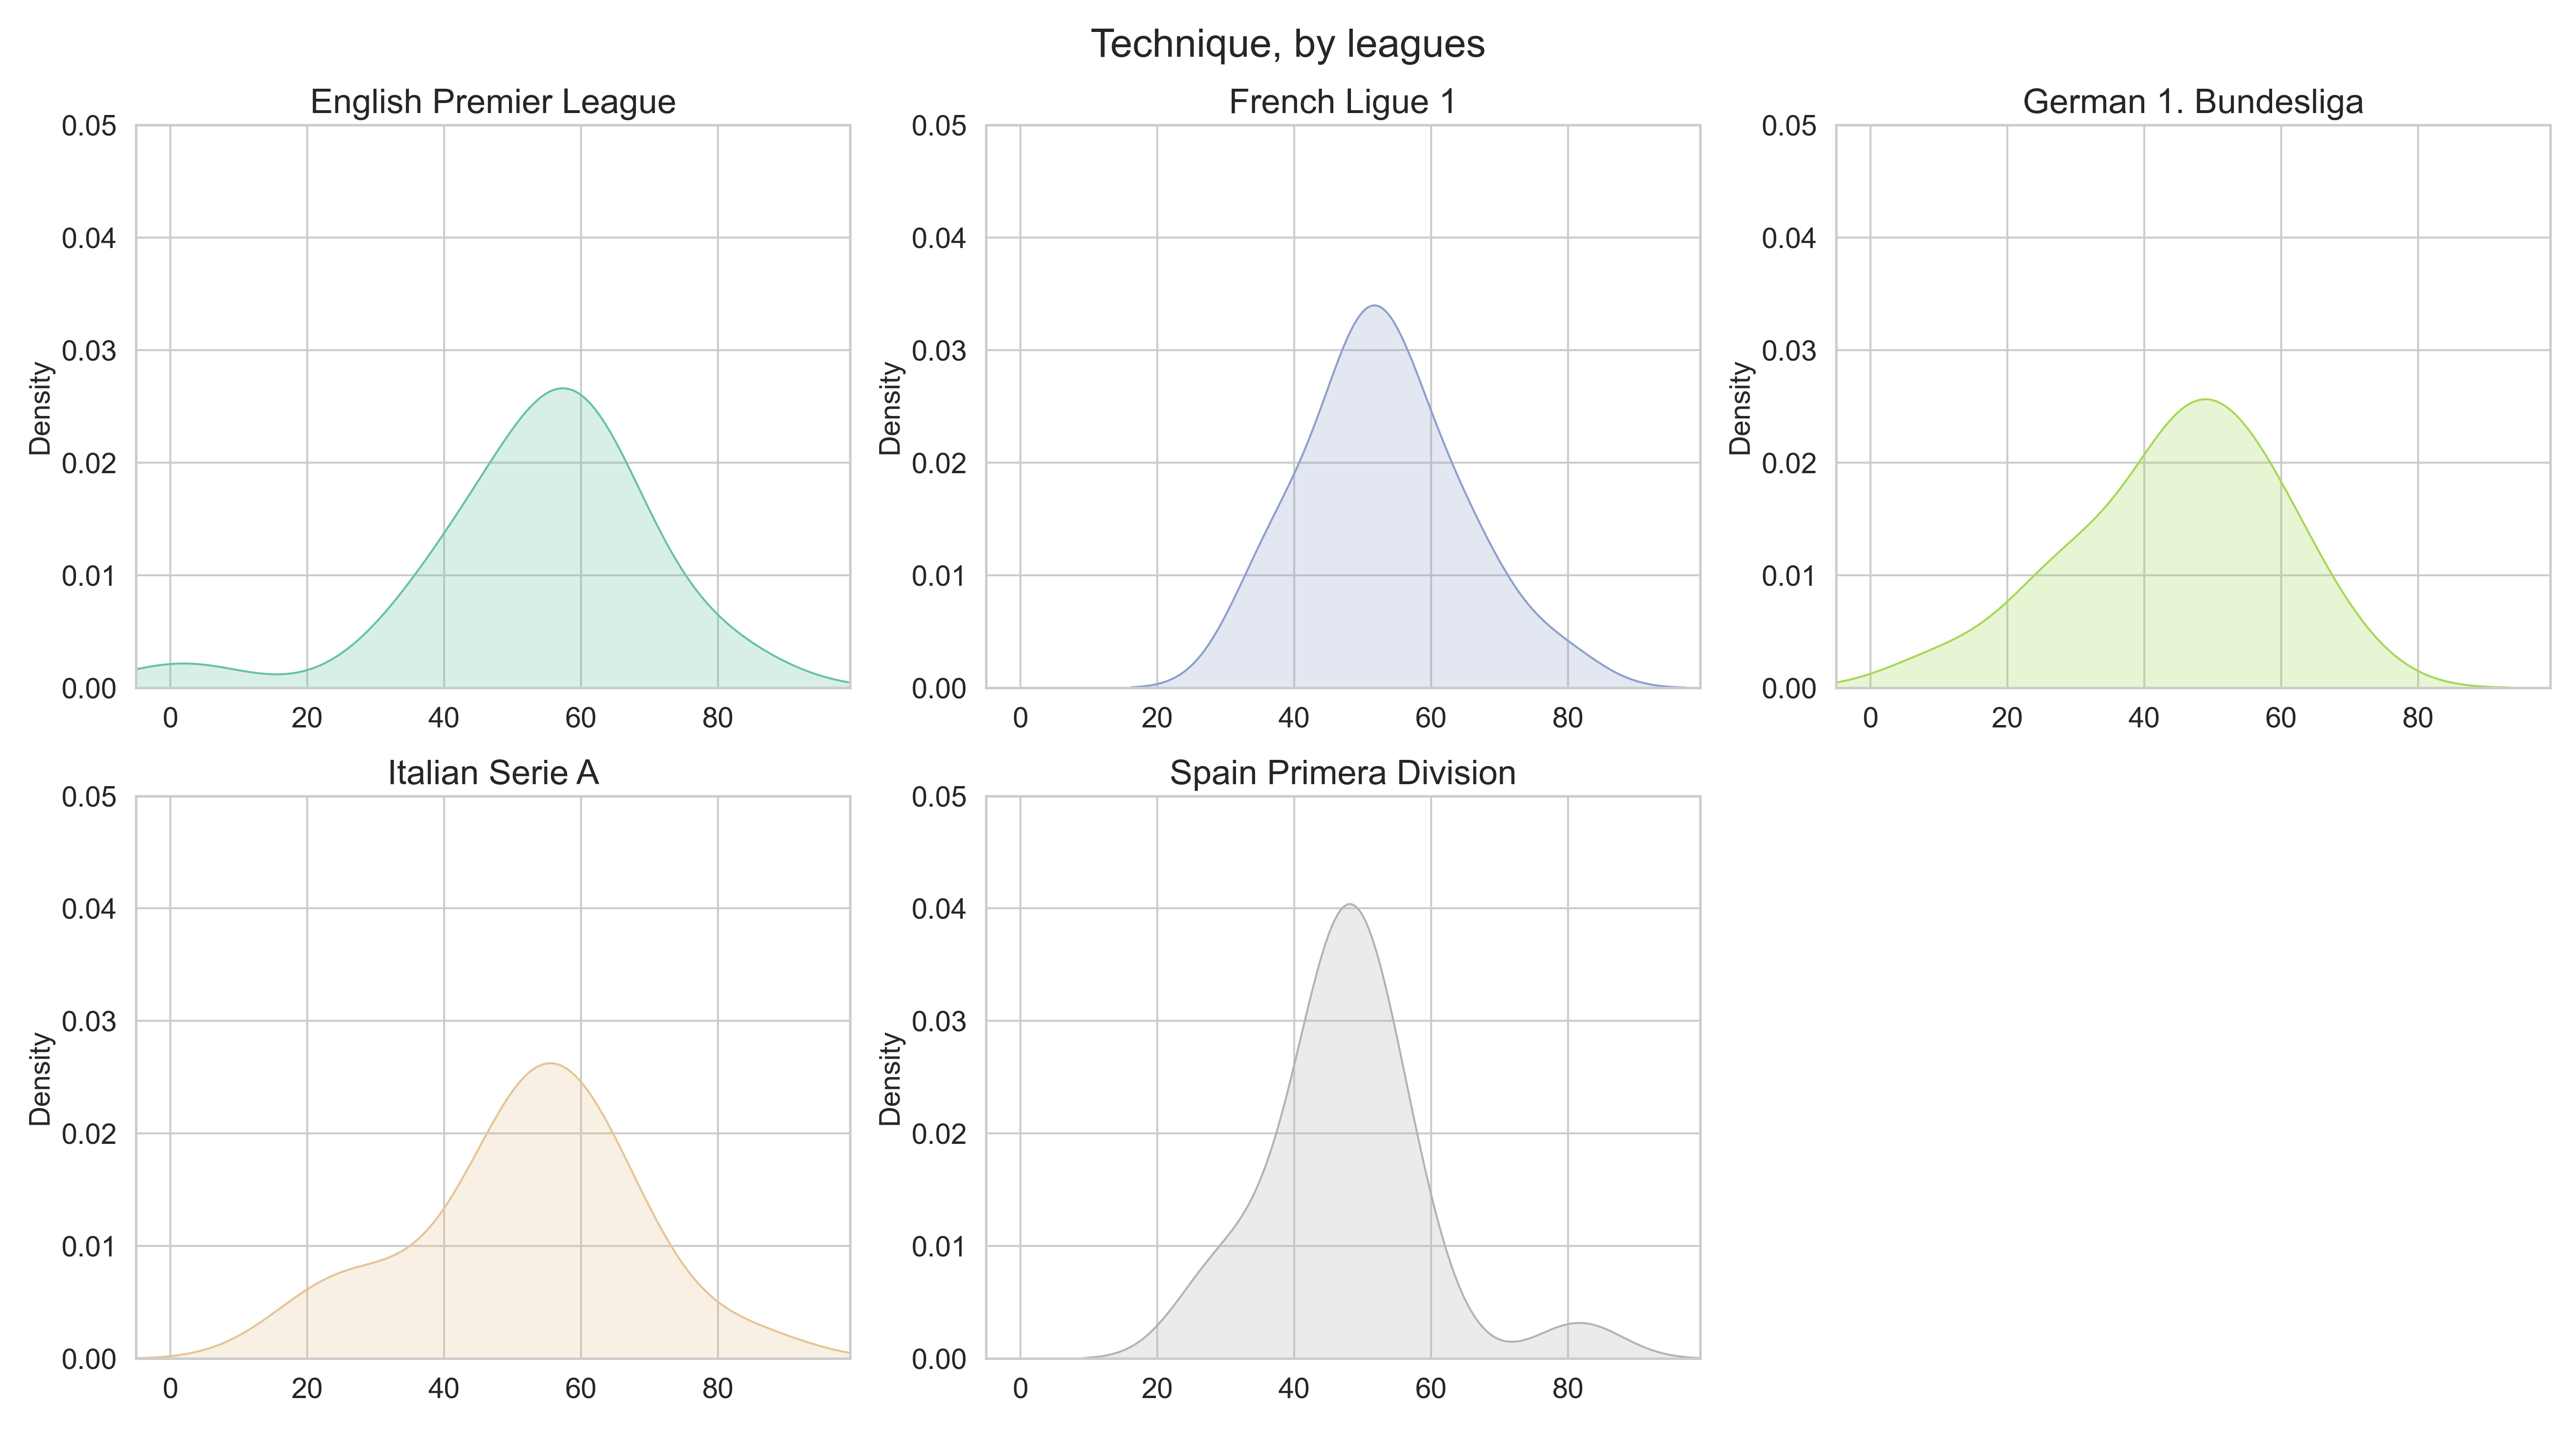 Technique, by leagues
English Premier League
0.05
0.04
0.03
0.02
0.01
0.00
Density
0 20 40 60 80
French Ligue 1
0.05
0.04
0.03
0.02
0.01
0.00
Density
0 20 40 60 80
German 1. Bundesliga
0.05
0.04
0.03
0.02
0.01
0.00
Density
0 20 40 60 80
Italian Serie A
0.05
0.04
0.03
0.02
0.01
0.00
Density
0 20 40 60 80
Spain Primera Division
0.05
0.04
0.03
0.02
0.01
0.00
Density
0 20 40 60 80